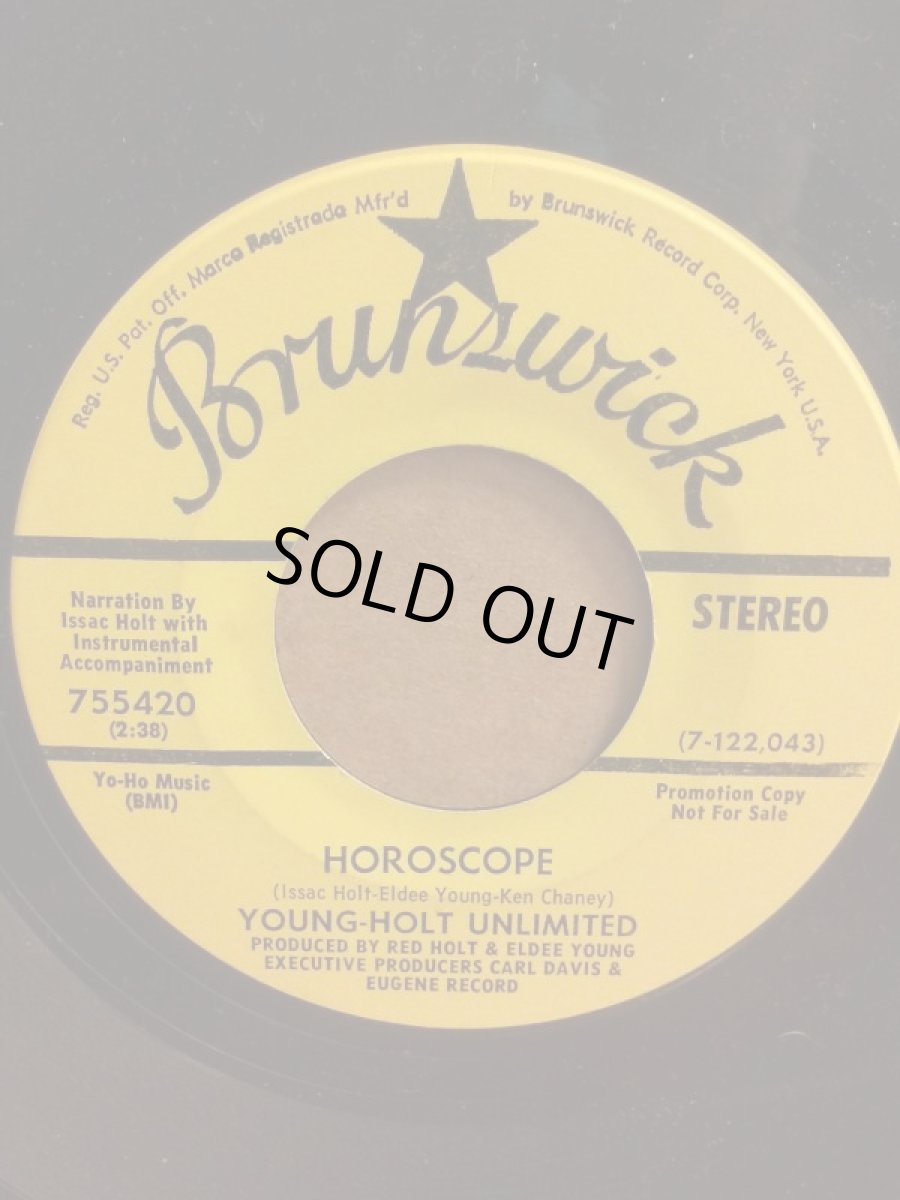 Reg. U.S. Pat. Off. Marca Registrada Mfr'd by Brunswick Record Corp. New York U.S.A.
Brunswick
SOLD OUT
Narration By
Issac Holt with
Instrumental
Accompaniment
755420
(2:38)
Yo-Ho Music
(BMI)
STEREO
(7-122,043)
Promotion Copy
Not For Sale
HOROSCOPE
(Issac Holt-Eldee Young-Ken Chaney)
YOUNG-HOLT UNLIMITED
PRODUCED BY RED HOLT & ELDEE YOUNG
EXECUTIVE PRODUCERS CARL DAVIS &
EUGENE RECORD